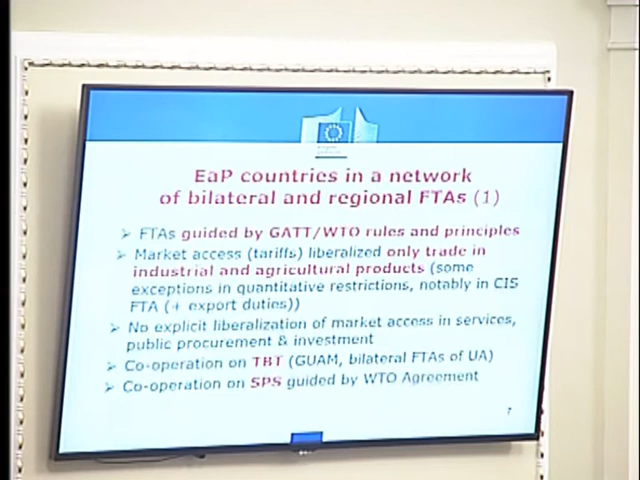 EaP countries in a network
of bilateral and regional FTAs (1)
➢ FTAs guided by GATT/WTO rules and principles
➢ Market access (tariffs) liberalized only trade in
industrial and agricultural products (some
exceptions in quantitative restrictions, notably in CIS
FTA (+ export duties))
➢ No explicit liberalization of market access in services,
public procurement & investment
➢ Co-operation on TBT (GUAM, bilateral FTAs of UA)
➢ Co-operation on SPS guided by WTO Agreement
7